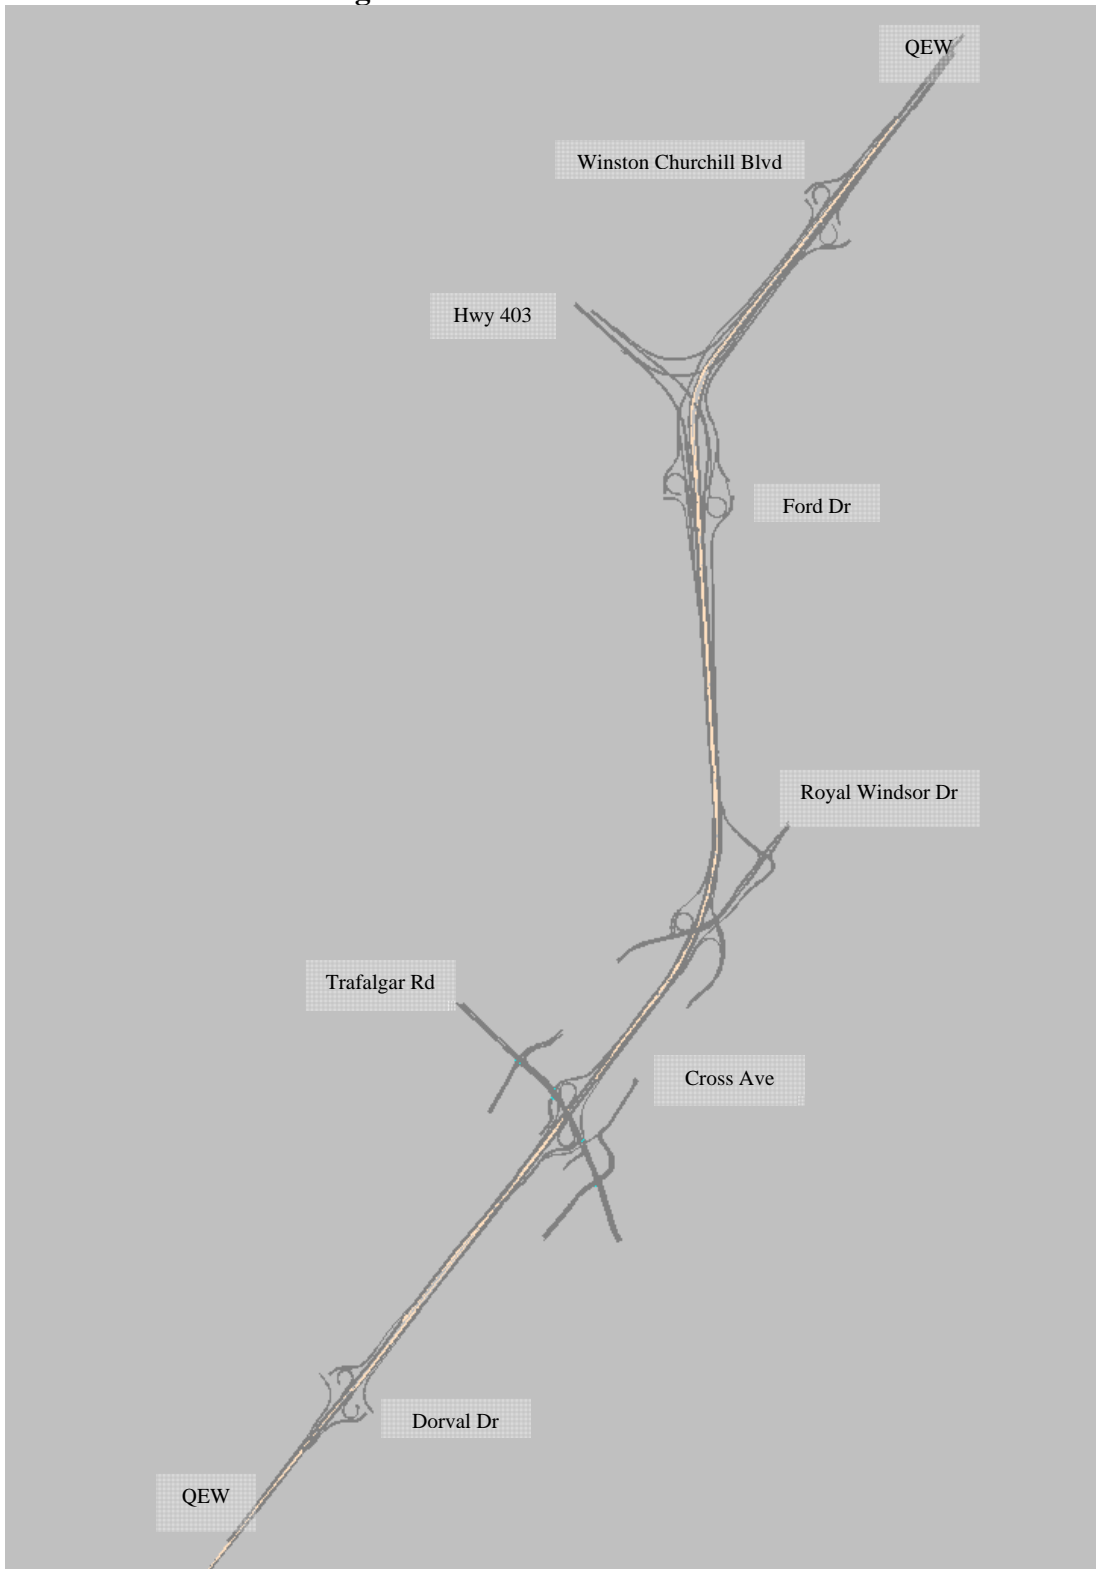 QEW
Winston Churchill Blvd
Hwy 403
Ford Dr
Royal Windsor Dr
Trafalgar Rd
Cross Ave
Dorval Dr
QEW